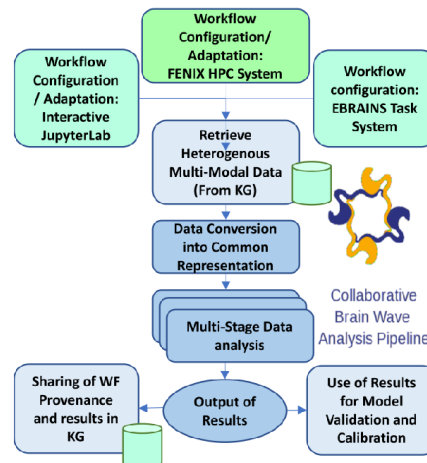 Workflow
Configuration/
Adaptation:
FENIX HPC System
Workflow
Configuration
/ Adaptation:
Interactive
JupyterLab
Workflow
configuration:
EBRAINS Task
System
Retrieve
Heterogenous
Multi-Modal Data
(From KG)
Data Conversion
into Common
Representation
Multi-Stage Data
analysis
Collaborative
Brain Wave
Analysis Pipeline
Sharing of WF
Provenance
and results in
KG
Output of
Results
Use of Results
for Model
Validation and
Calibration